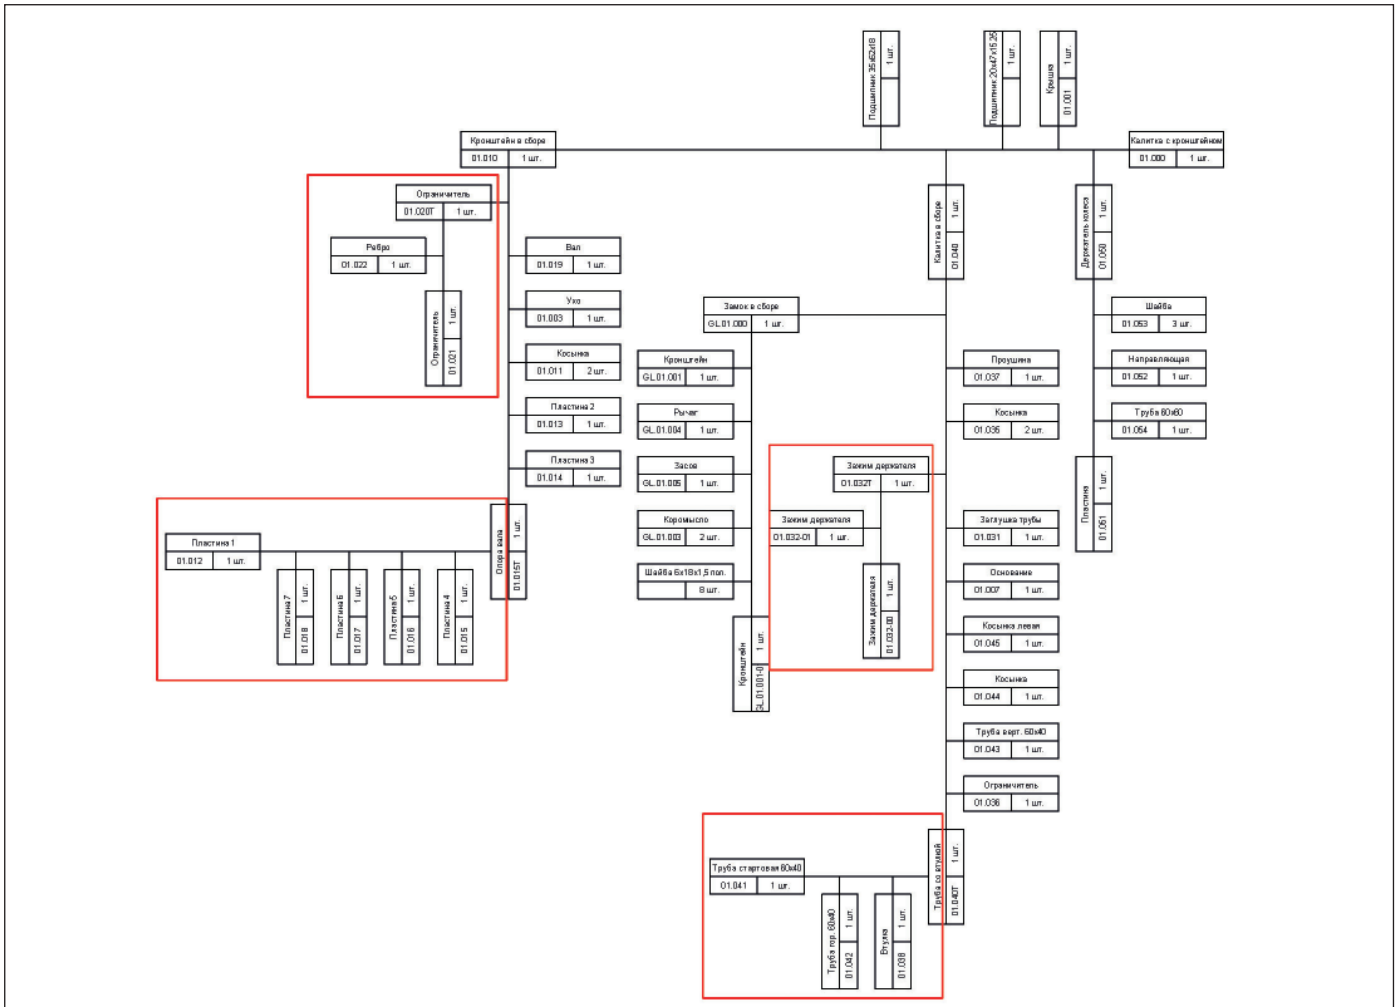 Подшипник 35x62x18
1 шт.
Подшипник 20x47x15,25
1 шт.
Крышка
01.001
1 шт.
Кронштейн в сборе
01.010 1 шт.
Калитка с кронштейном
01.000 1 шт.
Ограничитель
01.020T 1 шт.
Калитка в сборе
01.040
1 шт.
Держатель колеса
01.050
1 шт.
Ребро
01.022 1 шт.
Вал
01.019 1 шт.
Ограничитель
01.021
1 шт.
Ухо
01.003 1 шт.
Замок в сборе
GL.01.000 1 шт.
Шайба
01.053 3 шт.
Косынка
01.011 2 шт.
Кронштейн
GL.01.001 1 шт.
Проушина
01.037 1 шт.
Направляющая
01.052 1 шт.
Пластина 2
01.013 1 шт.
Рычаг
GL.01.004 1 шт.
Косынка
01.035 2 шт.
Труба 60x60
01.054 1 шт.
Пластина 3
01.014 1 шт.
Засов
GL.01.005 1 шт.
Зажим держателя
01.032T 1 шт.
Пластина
01.051
1 шт.
Опора вала
01.015T
1 шт.
Коромысло
GL.01.003 2 шт.
Зажим держателя
01.032-01 1 шт.
Заглушка трубы
01.031 1 шт.
Пластина 1
01.012 1 шт.
Пластина 7
01.018
1 шт.
Пластина 6
01.017
1 шт.
Пластина 5
01.016
1 шт.
Пластина 4
01.015
1 шт.
Шайба 6x18x1,5 пол.
8 шт.
Зажим держателя
01.032-00
1 шт.
Основание
01.007 1 шт.
Кронштейн
GL.01.001-0
1 шт.
Косынка левая
01.045 1 шт.
Косынка
01.044 1 шт.
Труба верт. 60x40
01.043 1 шт.
Ограничитель
01.036 1 шт.
Труба со втулкой
01.040T
1 шт.
Труба стартовая 60x40
01.041 1 шт.
Труба гор. 60x40
01.042
1 шт.
Втулка
01.038
1 шт.